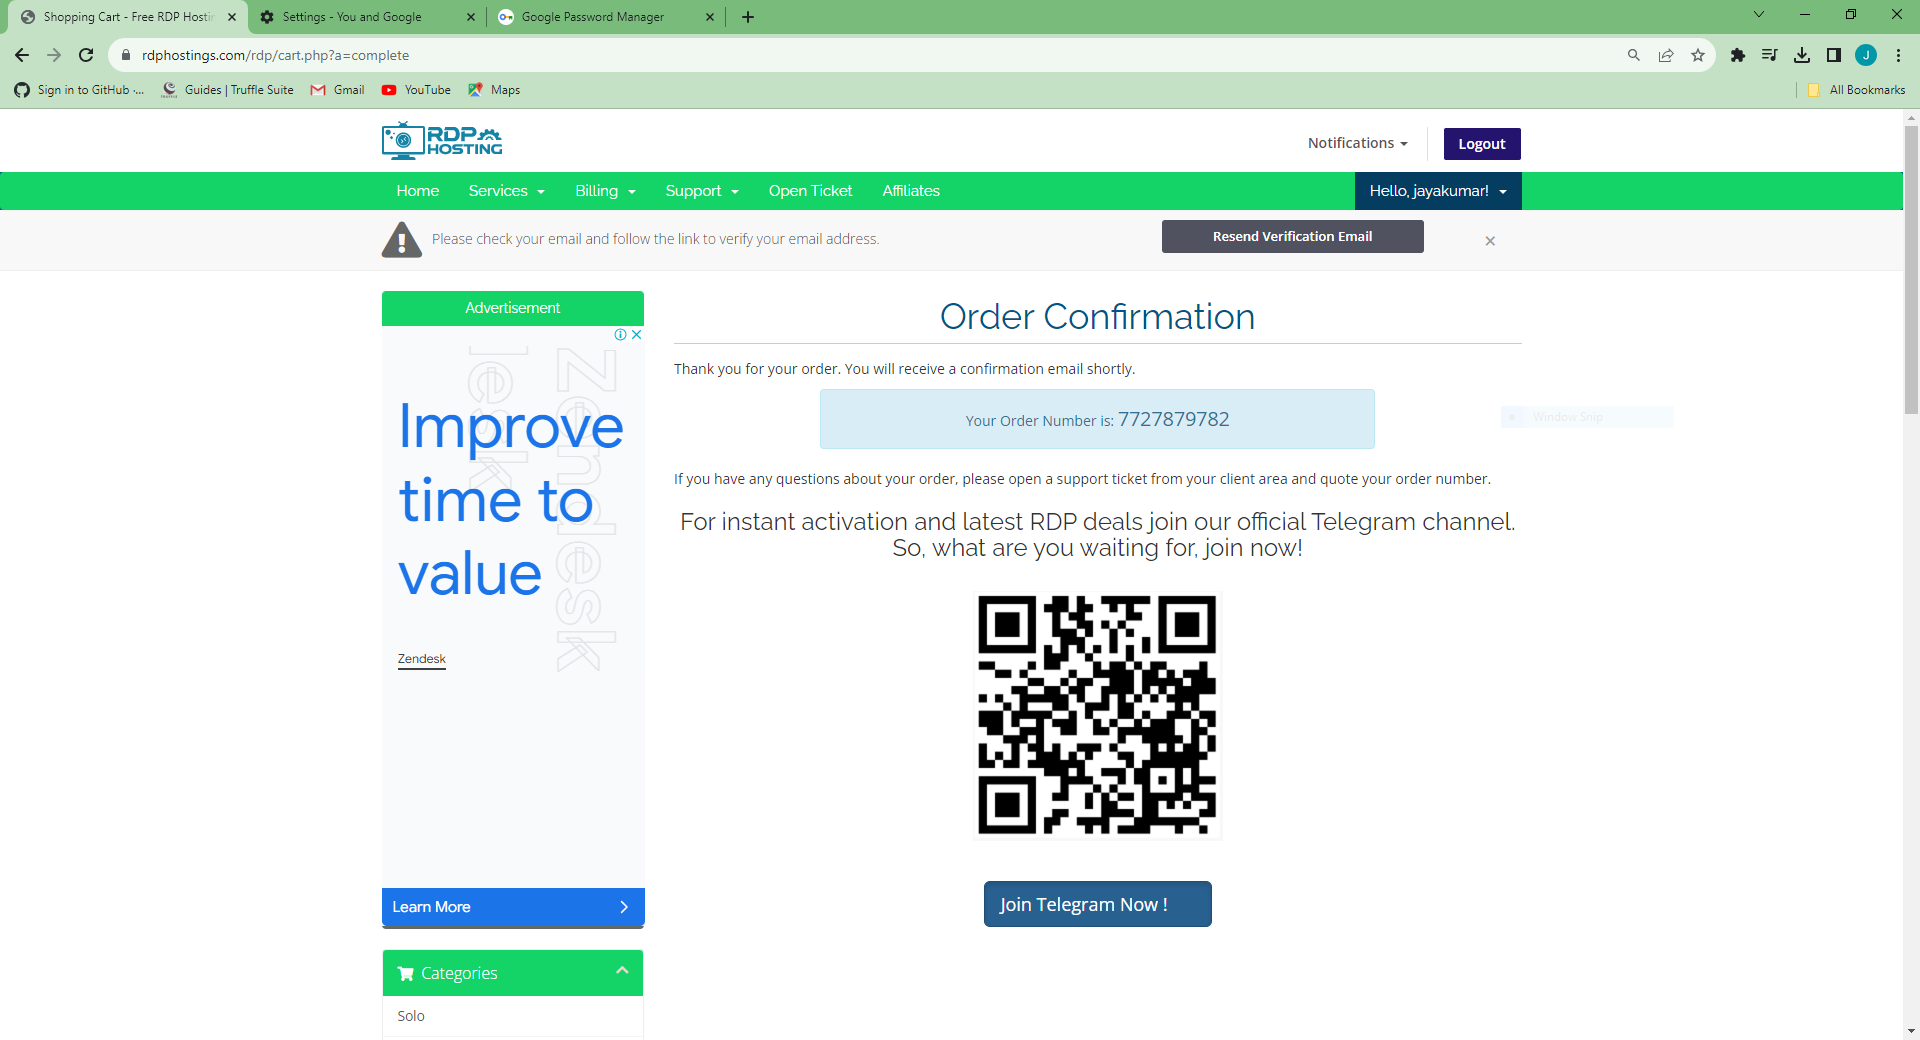 Shopping Cart - Free RDP Hostin
Settings - You and Google
Google Password Manager
rdphostings.com/rdp/cart.php?a=complete
J
Sign in to GitHub ·...
Guides | Truffle Suite
Gmail
YouTube
Maps
All Bookmarks
RDP
HOSTING
Notifications
Logout
Home
Services
Billing
Support
Open Ticket
Affiliates
Hello, jayakumar!
Please check your email and follow the link to verify your email address.
Resend Verification Email
Advertisement
Zendesk
Improve
time to
value
Zendesk
Learn More
Categories
Solo
Order Confirmation
Thank you for your order. You will receive a confirmation email shortly.
Your Order Number is: 7727879782
Window Snip
If you have any questions about your order, please open a support ticket from your client area and quote your order number.
For instant activation and latest RDP deals join our official Telegram channel.
So, what are you waiting for, join now!
Join Telegram Now !